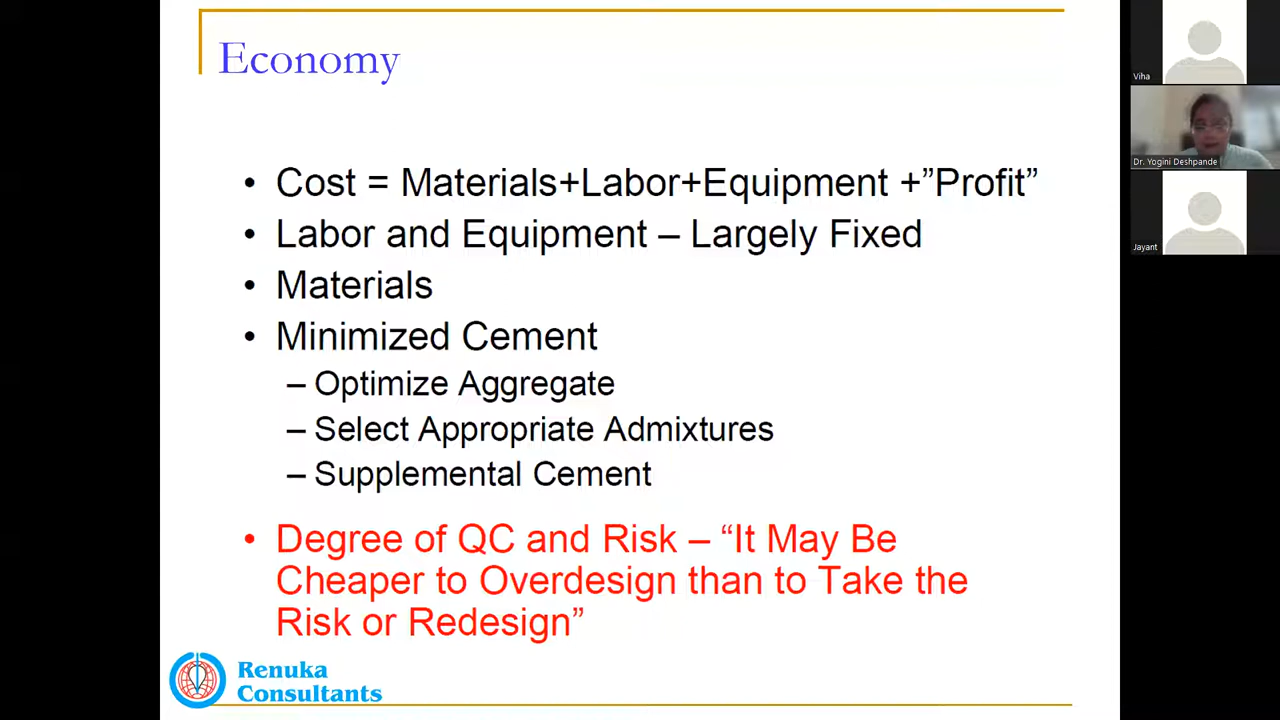 Economy
• Cost = Materials+Labor+Equipment +”Profit”
• Labor and Equipment – Largely Fixed
• Materials
• Minimized Cement
– Optimize Aggregate
– Select Appropriate Admixtures
– Supplemental Cement
• Degree of QC and Risk – “It May Be
Cheaper to Overdesign than to Take the
Risk or Redesign”
Renuka
Consultants
Viha
Dr. Yogini Deshpande
Jayant